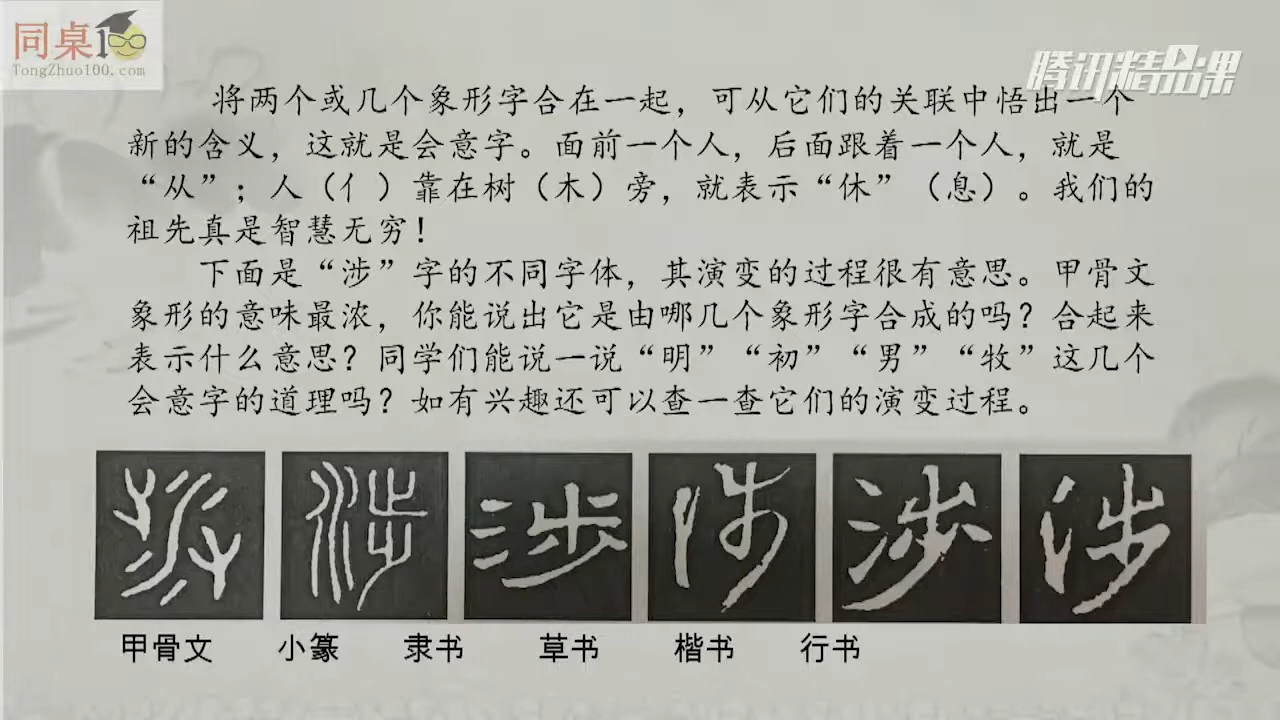 同桌100
TongZhuo100.com
腾讯精品课
将两个或几个象形字合在一起，可从它们的关联中悟出一个
新的含义，这就是会意字。面前一个人，后面跟着一个人，就是
“从”；人（亻）靠在树（木）旁，就表示“休”（息）。我们的
祖先真是智慧无穷！
下面是“涉”字的不同字体，其演变的过程很有意思。甲骨文
象形的意味最浓，你能说出它是由哪几个象形字合成的吗？合起来
表示什么意思？同学们能说一说“明”“初”“男”“牧”这几个
会意字的道理吗？如有兴趣还可以查一查它们的演变过程。
涉 涉 涉 涉 涉 涉
甲骨文 小篆 隶书 草书 楷书 行书